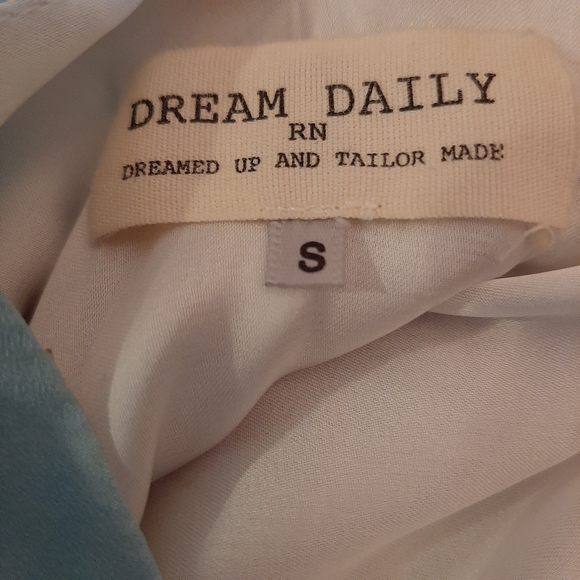 DREAM DAILY
RN
DREAMED UP AND TAILOR MADE
S